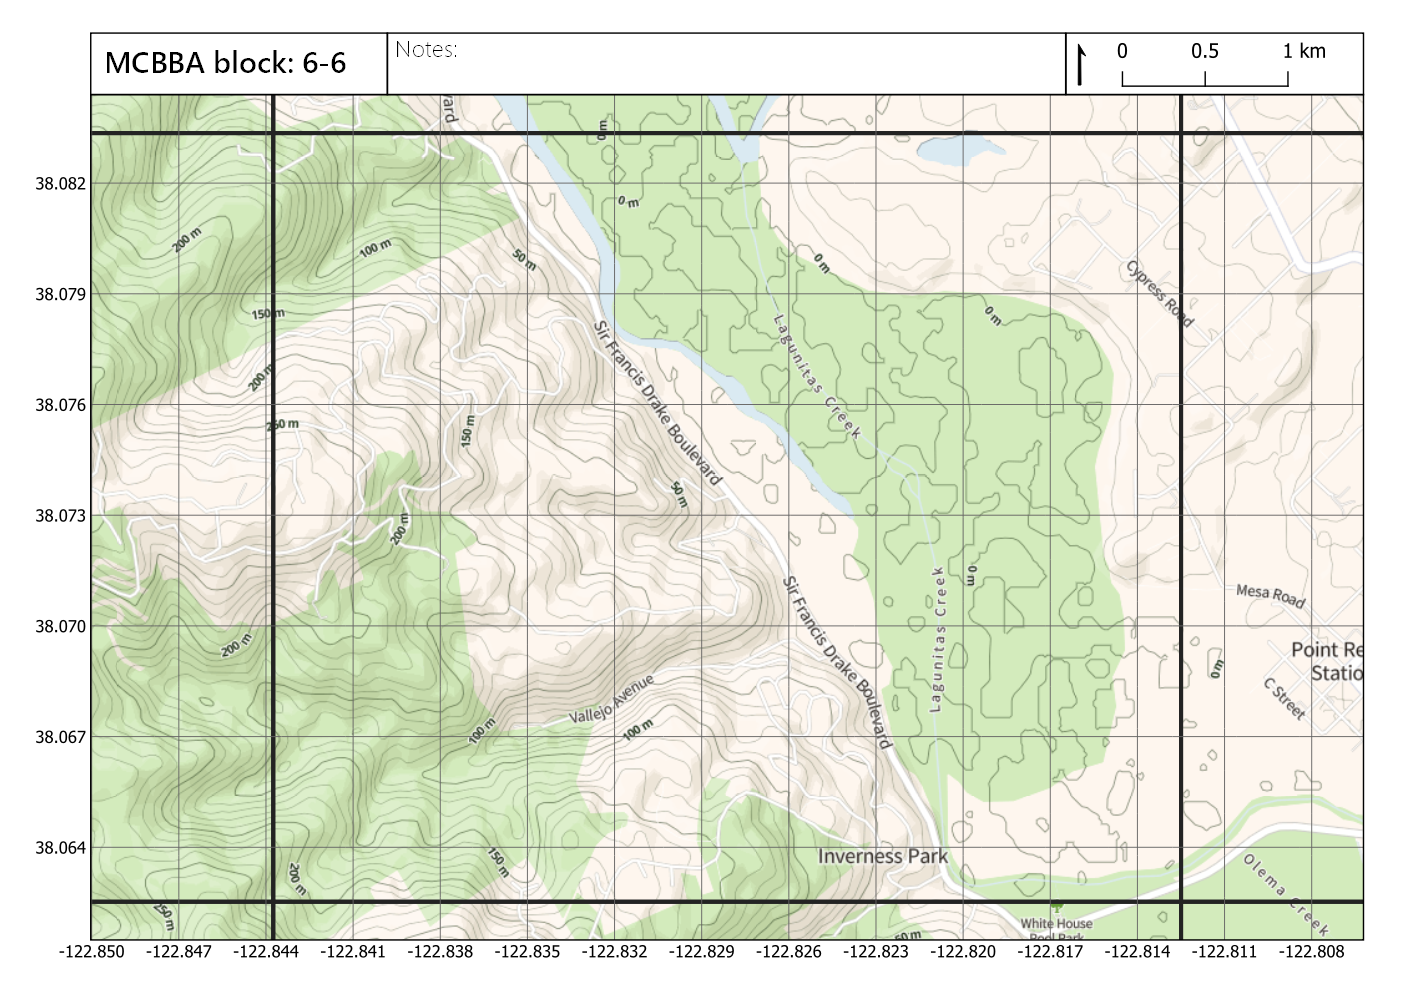 MCBBA block: 6-6
Notes:
0 0.5 1 km
ard
0 m
38.082
0 m
200 m
100 m
50 m
0 m
Cypress Road
38.079
150 m
0 m
Sir Francis Drake Boulevard
Lagunitas Creek
200 m
38.076
250 m
150 m
50 m
38.073
200 m
0 m
Sir Francis Drake Boulevard
Lagunitas Creek
Mesa Road
38.070
200 m
Point Re
Statio
0 m
C Street
Vallejo Avenue
100 m
100 m
38.067
38.064
Inverness Park
150 m
200 m
250 m
Olema Creek
White House
Pool Park
50 m
-122.850 -122.847 -122.844 -122.841 -122.838 -122.835 -122.832 -122.829 -122.826 -122.823 -122.820 -122.817 -122.814 -122.811 -122.808